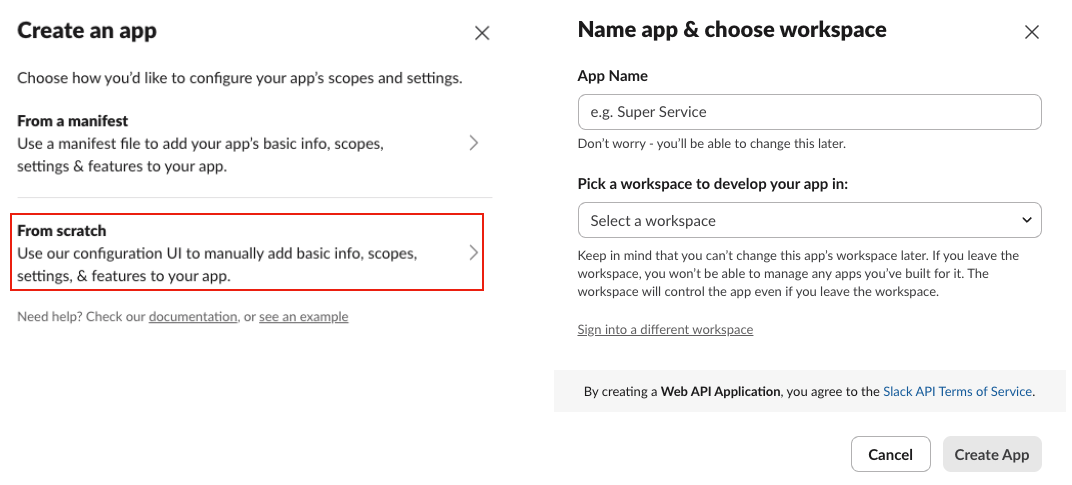 Create an app
Choose how you'd like to configure your app's scopes and settings.
From a manifest
Use a manifest file to add your app's basic info, scopes,
settings & features to your app.
From scratch
Use our configuration UI to manually add basic info, scopes,
settings, & features to your app.
Need help? Check our documentation, or see an example
Name app & choose workspace
App Name
e.g. Super Service
Don't worry - you'll be able to change this later.
Pick a workspace to develop your app in:
Select a workspace
Keep in mind that you can't change this app's workspace later. If you leave the
workspace, you won't be able to manage any apps you've built for it. The
workspace will control the app even if you leave the workspace.
Sign into a different workspace
By creating a Web API Application, you agree to the Slack API Terms of Service.
Cancel
Create App